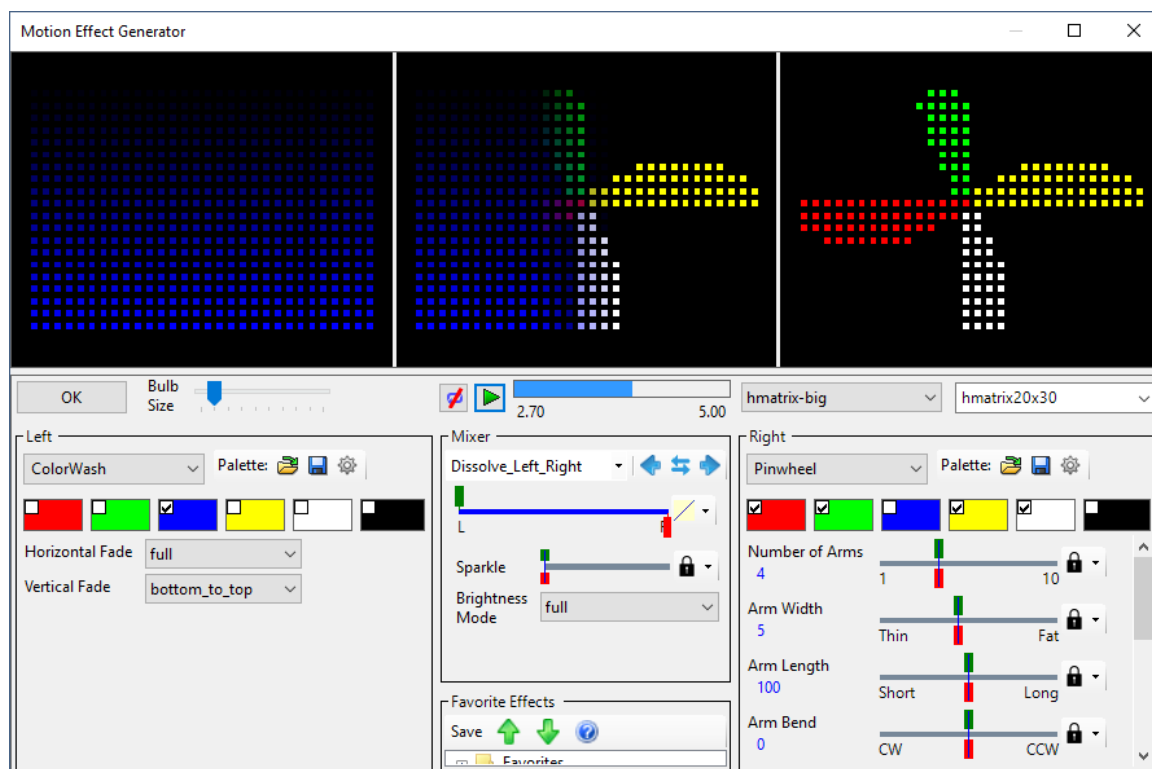 Motion Effect Generator
OK
Bulb Size
2.70
5.00
hmatrix-big
hmatrix20x30
Left
ColorWash
Palette:
Horizontal Fade
full
Vertical Fade
bottom_to_top
Mixer
Dissolve_Left_Right
L
Sparkle
Brightness Mode
full
Favorite Effects
Save
Favorites
Right
Pinwheel
Palette:
Number of Arms
4
1
10
Arm Width
5
Thin
Fat
Arm Length
100
Short
Long
Arm Bend
0
CW
CCW